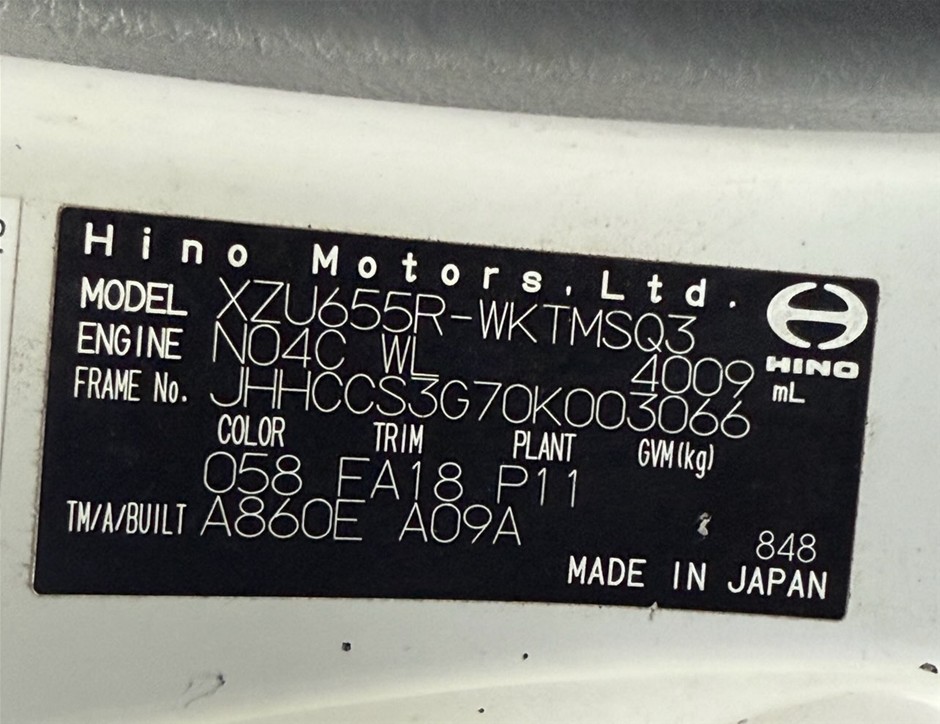 Hino Motors, Ltd.
MODEL XZU655R-WKTMSQ3
ENGINE N04C WL 4009 mL
HINO
FRAME No. JHHCCS3G70K003066
COLOR TRIM PLANT GVM(kg)
058 EA18 P11
TM/A/BUILT A860E A09A
848
MADE IN JAPAN